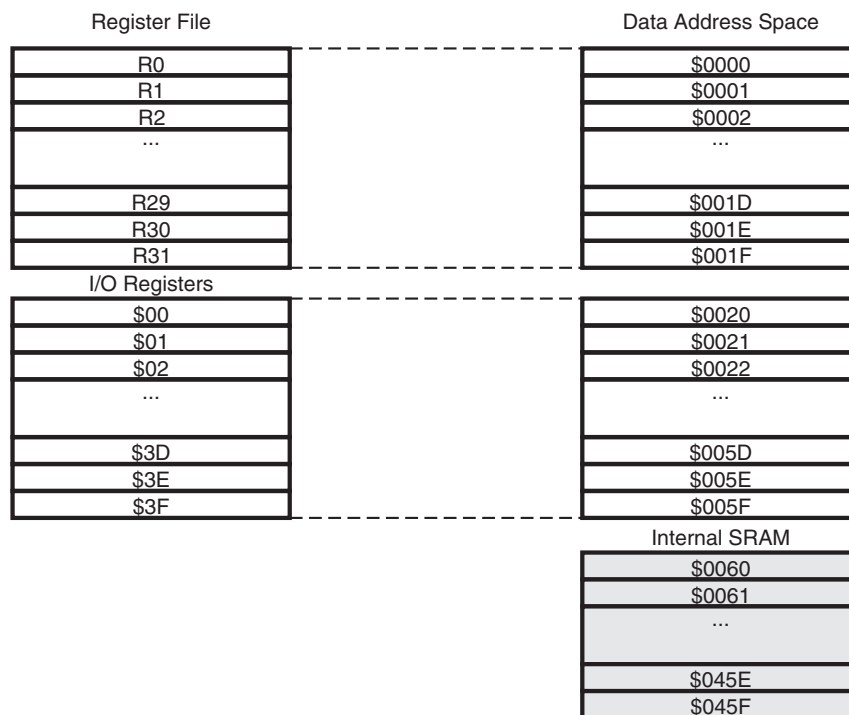 Register File Data Address Space
R0 $0000
R1 $0001
R2 $0002
... ...
R29 $001D
R30 $001E
R31 $001F
I/O Registers
$00 $0020
$01 $0021
$02 $0022
... ...
$3D $005D
$3E $005E
$3F $005F
Internal SRAM
$0060
$0061
...
$045E
$045F